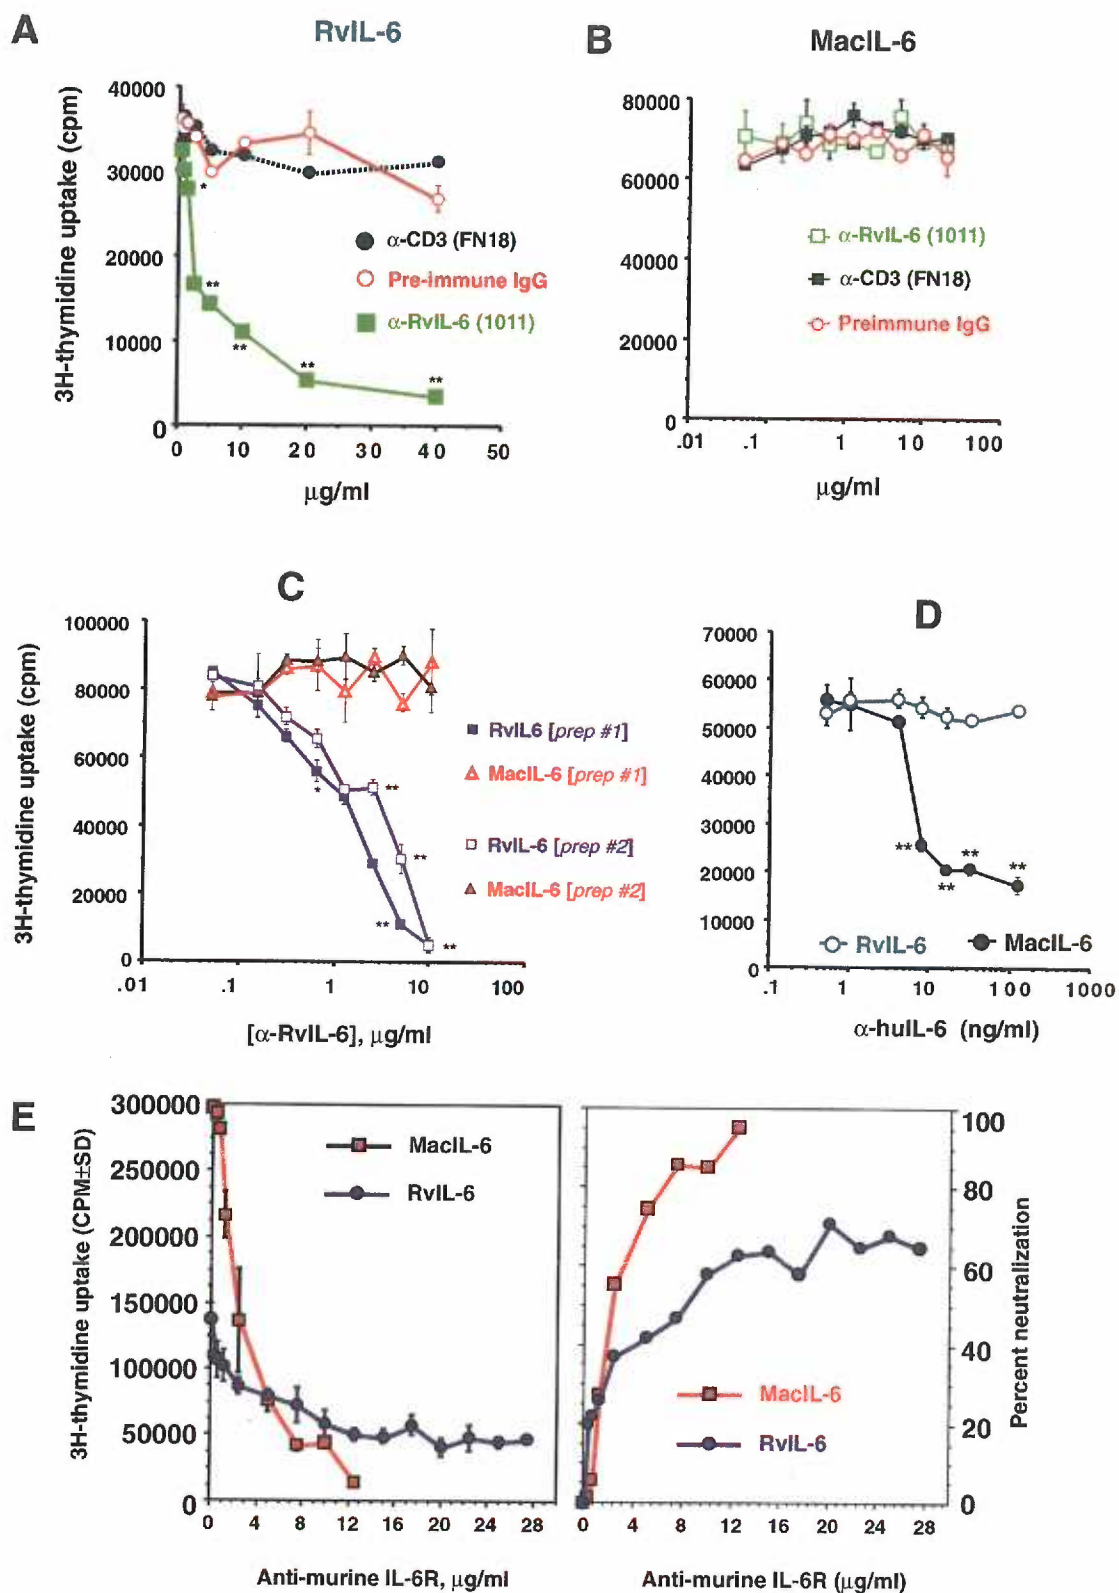 A
RvIL-6
40000
30000
20000
10000
0
3H-thymidine uptake (cpm)
*
**
**
**
**
α-CD3 (FN18)
Pre-immune IgG
α-RvIL-6 (1011)
0 10 20 30 40 50
µg/ml
B
MacIL-6
80000
60000
40000
20000
0
α-RvIL-6 (1011)
α-CD3 (FN18)
Preimmune IgG
.01 .1 1 10 100
µg/ml
C
100000
80000
60000
40000
20000
0
3H-thymidine uptake (cpm)
*
**
**
**
**
RvIL6 [prep #1]
MacIL-6 [prep #1]
RvIL-6 [prep #2]
MacIL-6 [prep #2]
.01 .1 1 10 100
[α-RvIL-6], µg/ml
D
70000
60000
50000
40000
30000
20000
10000
0
**
**
**
**
RvIL-6 MacIL-6
.1 1 10 100 1000
α-huIL-6 (ng/ml)
E
300000
250000
200000
150000
100000
50000
0
3H-thymidine uptake (CPM±SD)
MacIL-6
RvIL-6
0 4 8 12 16 20 24 28
Anti-murine IL-6R, µg/ml
100
80
60
40
20
0
Percent neutralization
MacIL-6
RvIL-6
0 4 8 12 16 20 24 28
Anti-murine IL-6R (µg/ml)